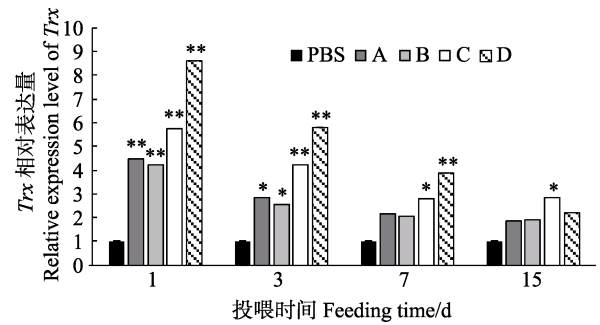 Trx 相对表达量
Relative expression level of Trx
10
9
8
7
6
5
4
3
2
1
0
PBS A B C D
** ** ** **
* * ** **
* **
*
1 3 7 15
投喂时间 Feeding time/d